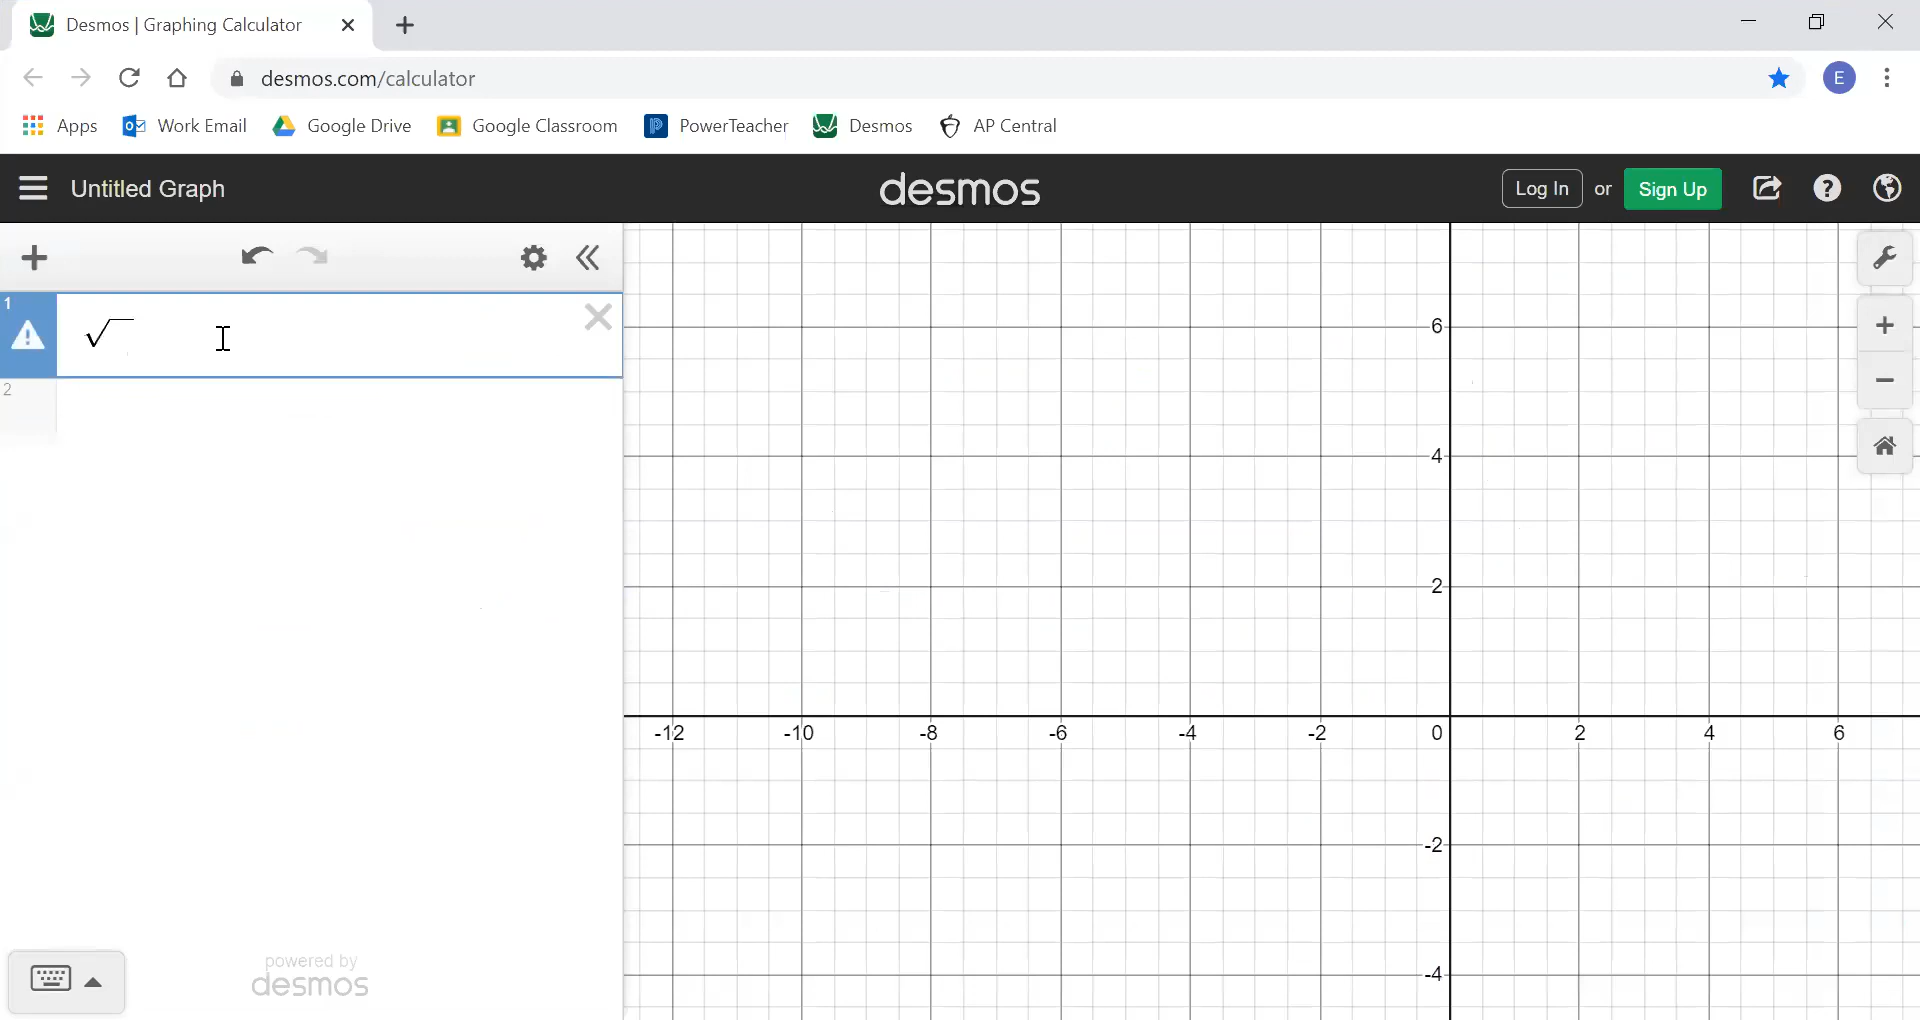 Desmos | Graphing Calculator
desmos.com/calculator
E
Apps Work Email Google Drive Google Classroom PowerTeacher Desmos AP Central
Untitled Graph desmos Log In or Sign Up
1
√
2
6
4
2
-12 -10 -8 -6 -4 -2 0 2 4 6
-2
-4
powered by
desmos